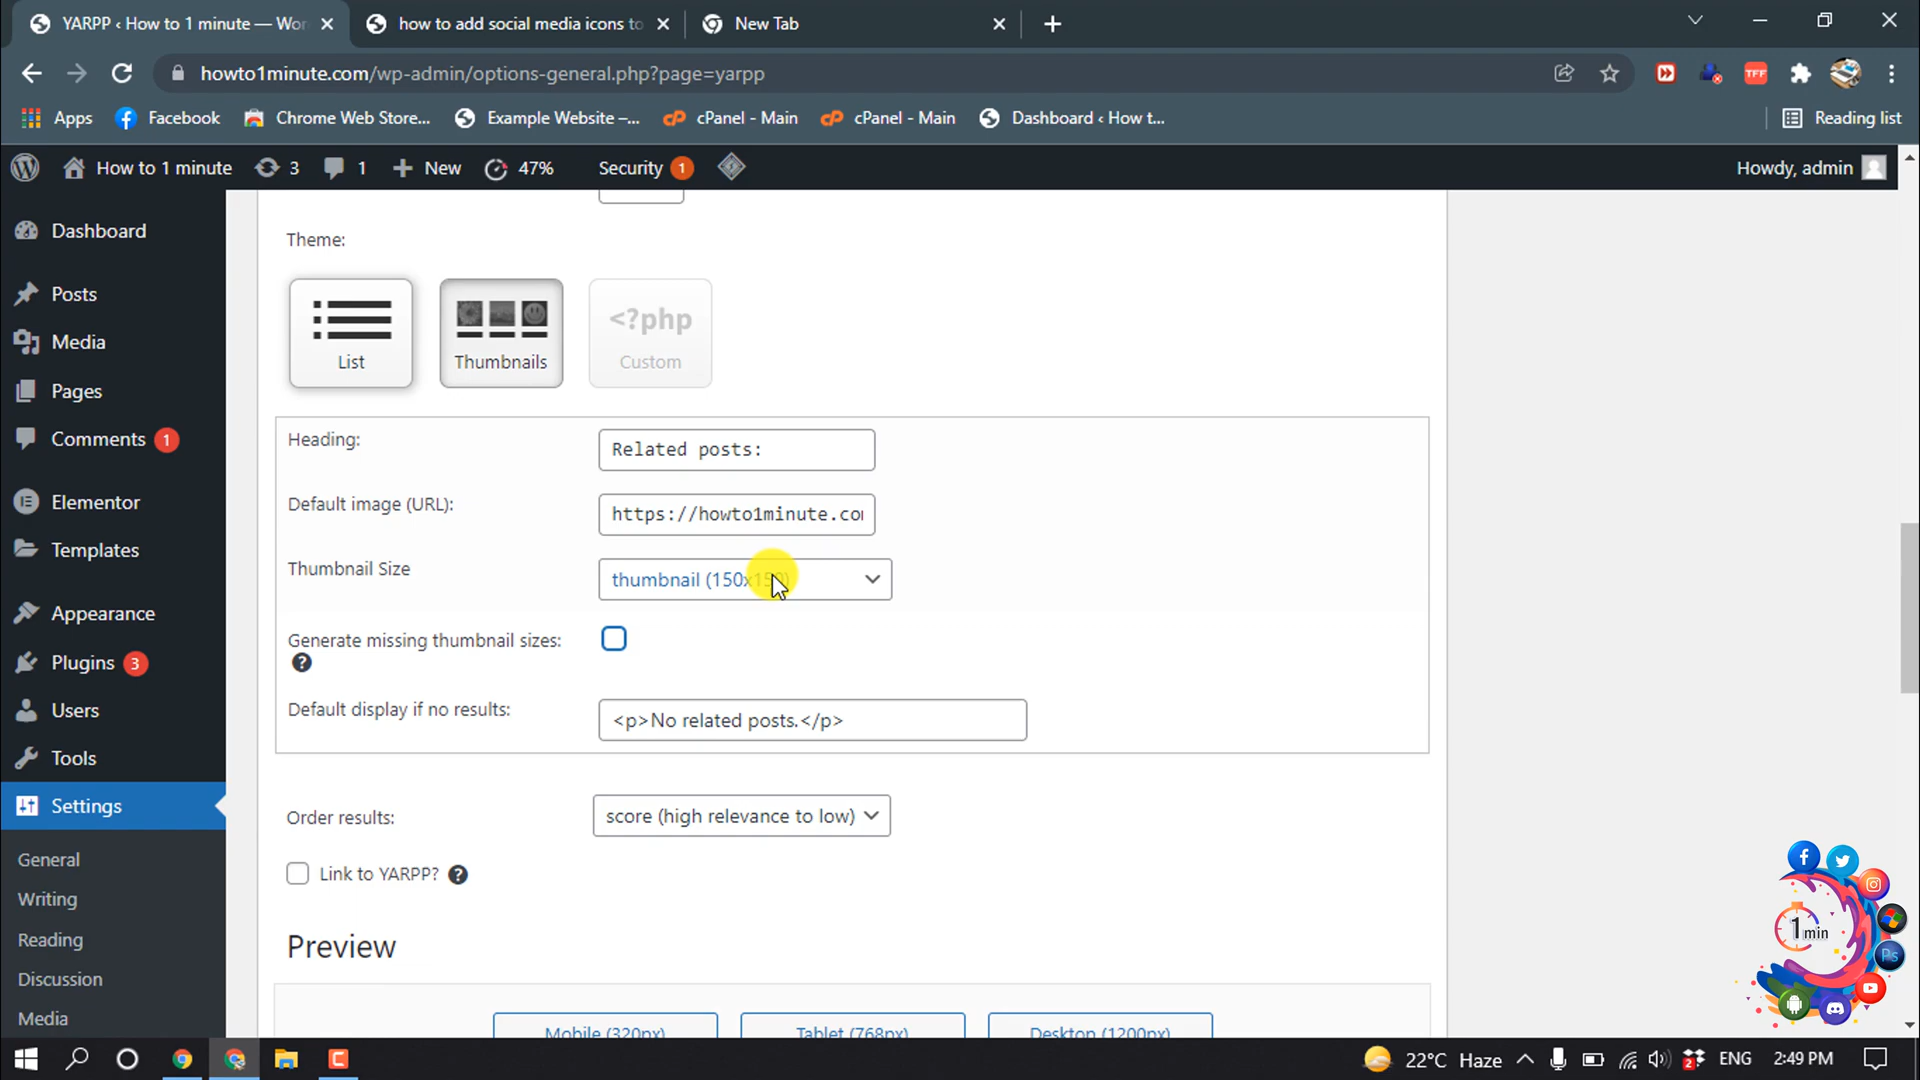 YARPP ‹ How to 1 minute — Wor
how to add social media icons to
New Tab
howto1minute.com/wp-admin/options-general.php?page=yarpp
TFF
Apps
Facebook
Chrome Web Store...
Example Website –...
cPanel - Main
cPanel - Main
Dashboard ‹ How t...
Reading list
How to 1 minute
3
1
New
47%
Security 1
Howdy, admin
Dashboard
Posts
Media
Pages
Comments 1
Elementor
Templates
Appearance
Plugins 3
Users
Tools
Settings
General
Writing
Reading
Discussion
Media
Theme:
List
Thumbnails
<?php
Custom
Heading:
Related posts:
Default image (URL):
https://howto1minute.co
Thumbnail Size
thumbnail (150x150)
Generate missing thumbnail sizes:
Default display if no results:
<p>No related posts.</p>
Order results:
score (high relevance to low)
Link to YARPP?
Preview
Mobile (320px)
Tablet (768px)
Desktop (1200px)
1 min
Ps
22°C Haze
2
ENG
2:49 PM